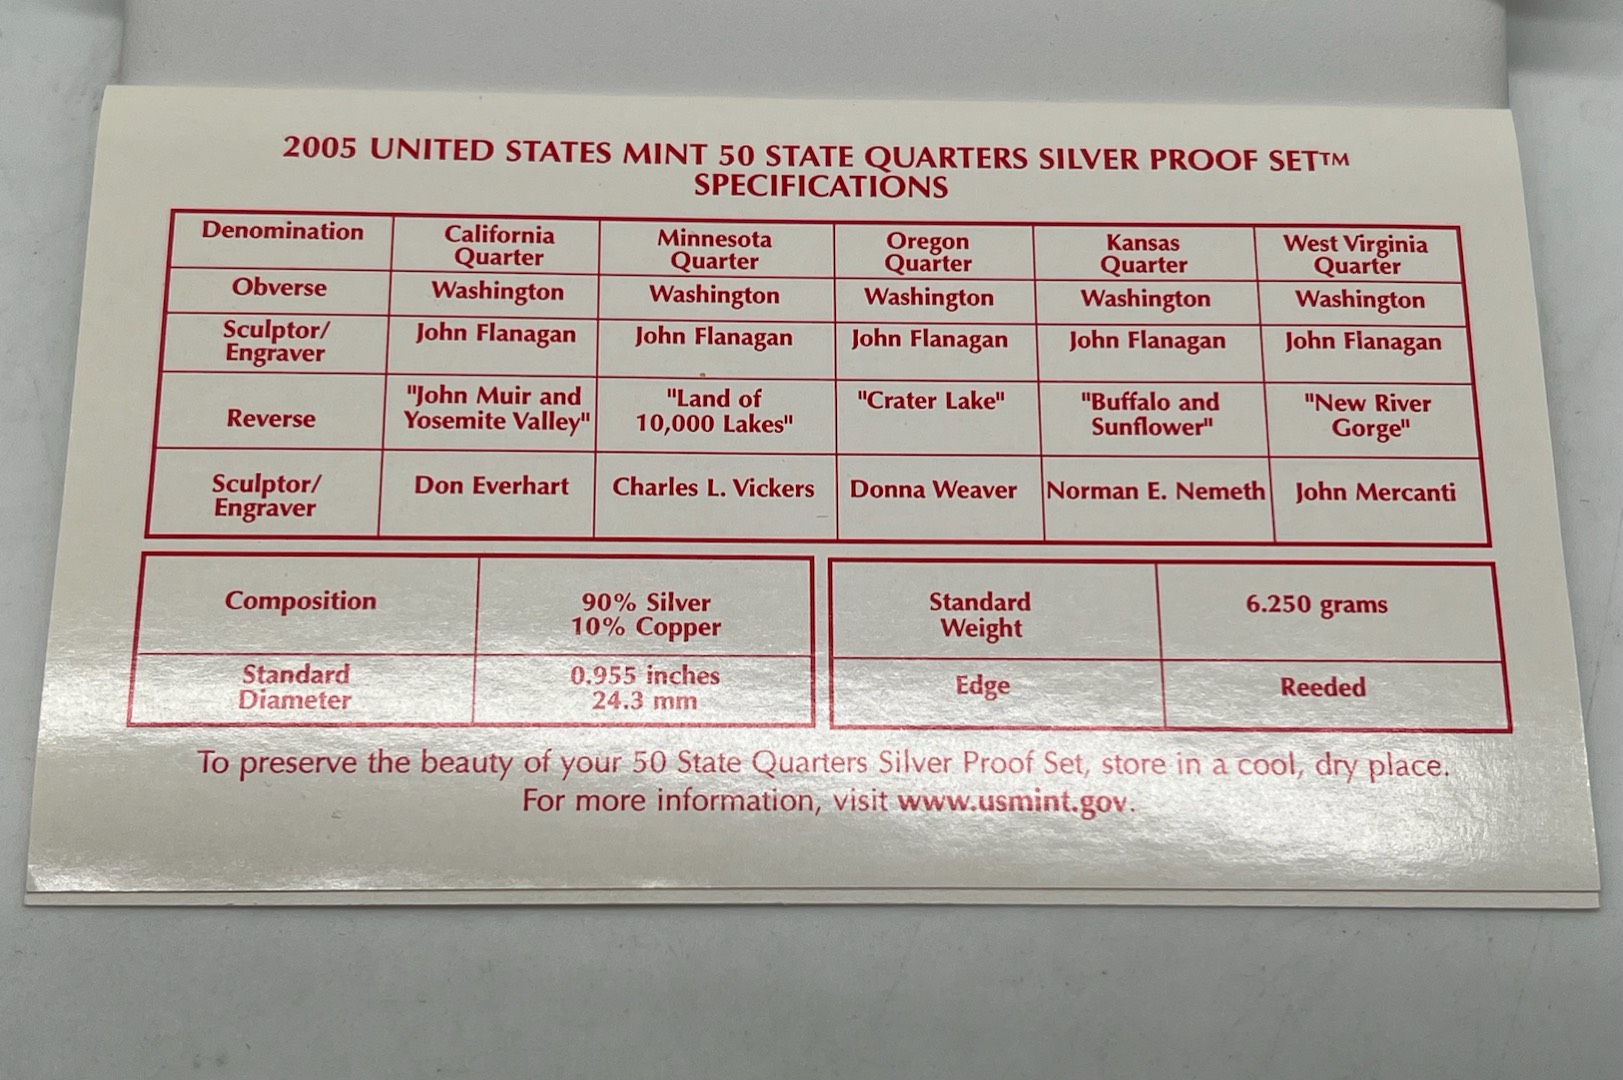 2005 UNITED STATES MINT 50 STATE QUARTERS SILVER PROOF SET™
SPECIFICATIONS
Denomination
California
Quarter
Minnesota
Quarter
Oregon
Quarter
Kansas
Quarter
West Virginia
Quarter
Obverse
Washington
Washington
Washington
Washington
Washington
Sculptor/
Engraver
John Flanagan
John Flanagan
John Flanagan
John Flanagan
John Flanagan
Reverse
"John Muir and
Yosemite Valley"
"Land of
10,000 Lakes"
"Crater Lake"
"Buffalo and
Sunflower"
"New River
Gorge"
Sculptor/
Engraver
Don Everhart
Charles L. Vickers
Donna Weaver
Norman E. Nemeth
John Mercanti
Composition
90% Silver
10% Copper
Standard
Weight
6.250 grams
Standard
Diameter
0.955 inches
24.3 mm
Edge
Reeded
To preserve the beauty of your 50 State Quarters Silver Proof Set, store in a cool, dry place.
For more information, visit www.usmint.gov.